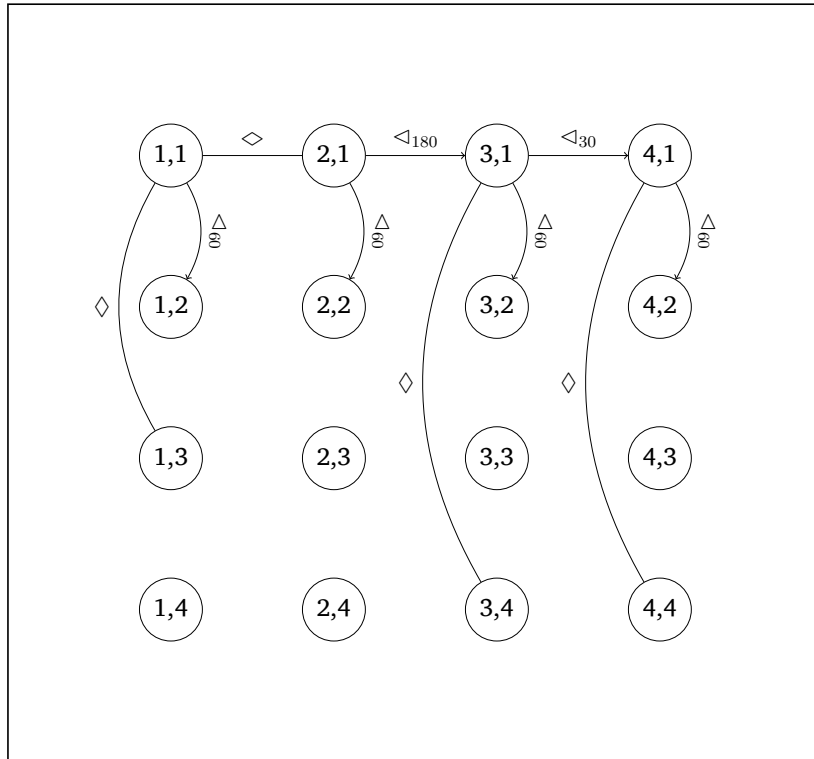 ◇ ◁180 ◁30
1,1 2,1 3,1 4,1
◁60 ◁60 ◁60 ◁60
◇ 1,2 2,2 3,2 4,2
◇ ◇
1,3 2,3 3,3 4,3
1,4 2,4 3,4 4,4